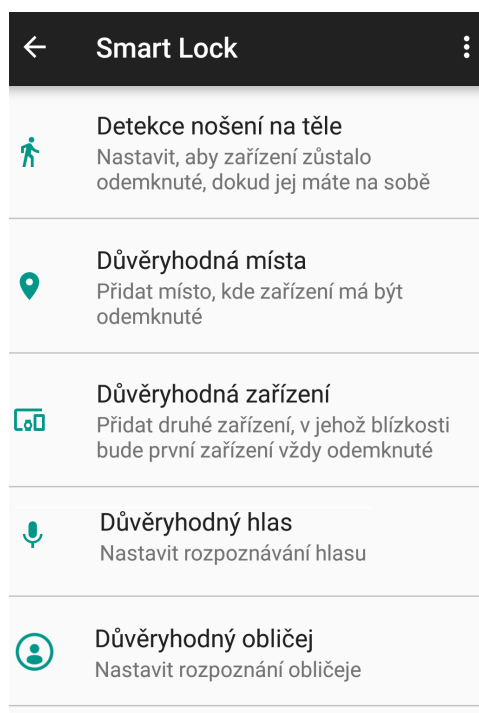 Smart Lock
Detekce nošení na těle
Nastavit, aby zařízení zůstalo
odemknuté, dokud jej máte na sobě
Důvěryhodná místa
Přidat místo, kde zařízení má být
odemknuté
Důvěryhodná zařízení
Přidat druhé zařízení, v jehož blízkosti
bude první zařízení vždy odemknuté
Důvěryhodný hlas
Nastavit rozpoznávání hlasu
Důvěryhodný obličej
Nastavit rozpoznání obličeje